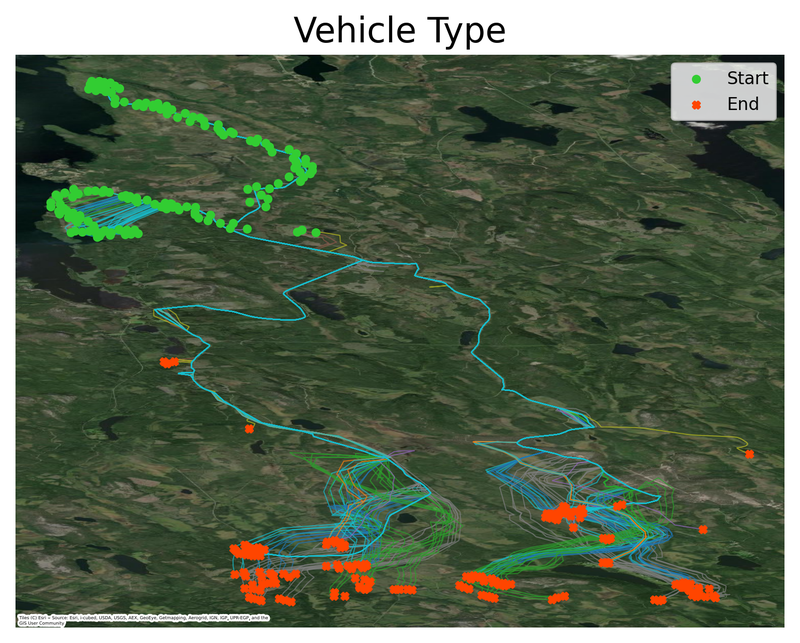 Vehicle Type
Start
End
Tiles (C) Esri -- Source: Esri, i-cubed, USDA, USGS, AEX, GeoEye, Getmapping, Aerogrid, IGN, IGP, UPR-EGP, and the
GIS User Community